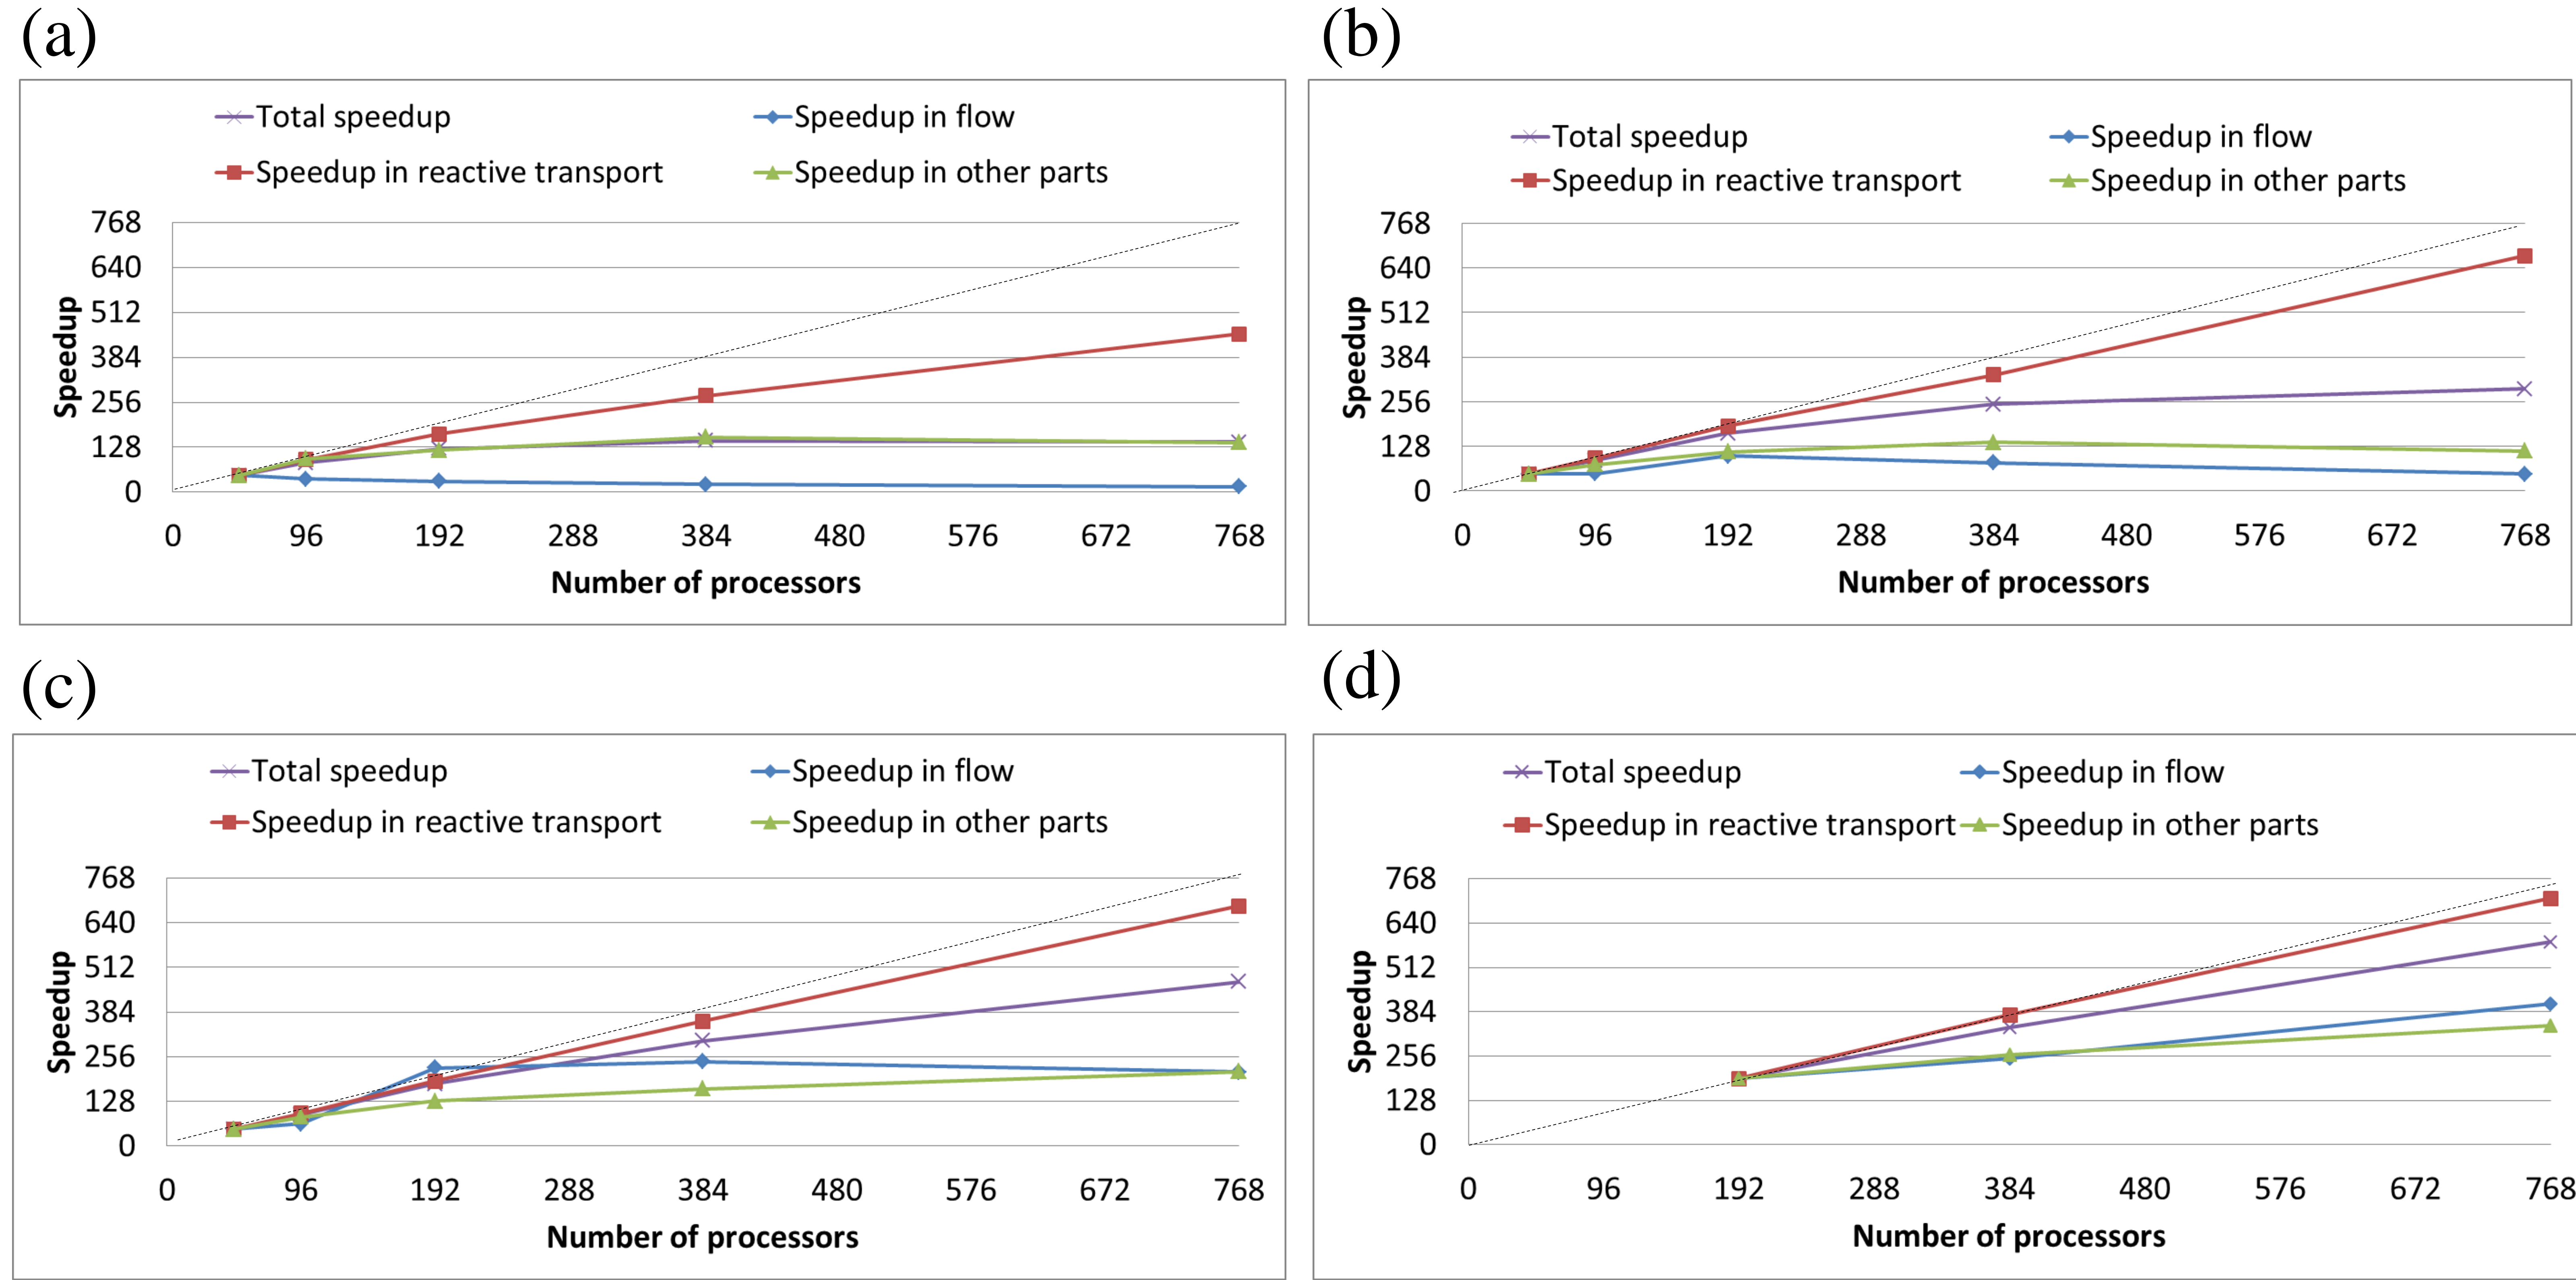 (a)
Total speedup Speedup in flow
Speedup in reactive transport Speedup in other parts
768
640
512
384
256
128
0
Speedup
0 96 192 288 384 480 576 672 768
Number of processors
(b)
Total speedup Speedup in flow
Speedup in reactive transport Speedup in other parts
768
640
512
384
256
128
0
Speedup
0 96 192 288 384 480 576 672 768
Number of processors
(c)
Total speedup Speedup in flow
Speedup in reactive transport Speedup in other parts
768
640
512
384
256
128
0
Speedup
0 96 192 288 384 480 576 672 768
Number of processors
(d)
Total speedup Speedup in flow
Speedup in reactive transport Speedup in other parts
768
640
512
384
256
128
0
Speedup
0 96 192 288 384 480 576 672 768
Number of processors